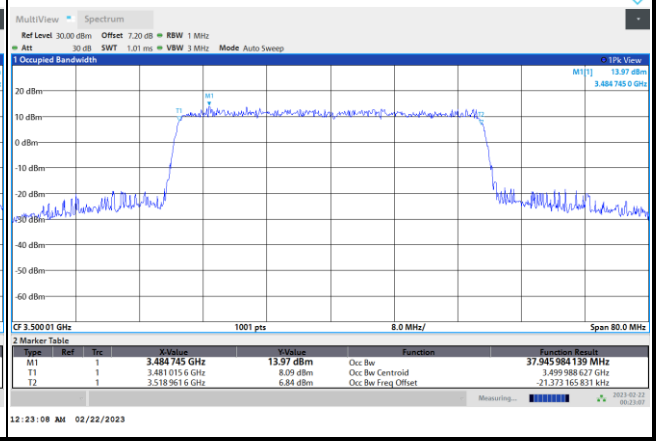 MultiView Spectrum
Ref Level 30.00 dBm Offset 7.20 dB RBW 1 MHz
Att 30 dB SWT 1.01 ms VBW 3 MHz Mode Auto Sweep
1 Occupied Bandwidth 1Pk View
M1[1] 13.97 dBm
3.484 745 0 GHz
20 dBm
M1
T1 T2
10 dBm
0 dBm
-10 dBm
-20 dBm
-30 dBm
-40 dBm
-50 dBm
-60 dBm
CF 3.500 01 GHz 1001 pts 8.0 MHz/ Span 80.0 MHz
2 Marker Table
Type Ref Trc X-Value Y-Value Function Function Result
M1 1 3.484 745 GHz 13.97 dBm Occ Bw 37.945 984 139 MHz
T1 1 3.481 015 6 GHz 8.09 dBm Occ Bw Centroid 3.499 988 627 GHz
T2 1 3.518 961 6 GHz 6.84 dBm Occ Bw Freq Offset -21.373 165 831 kHz
Measuring... 2023-02-22
00:23:07
12:23:08 AM 02/22/2023